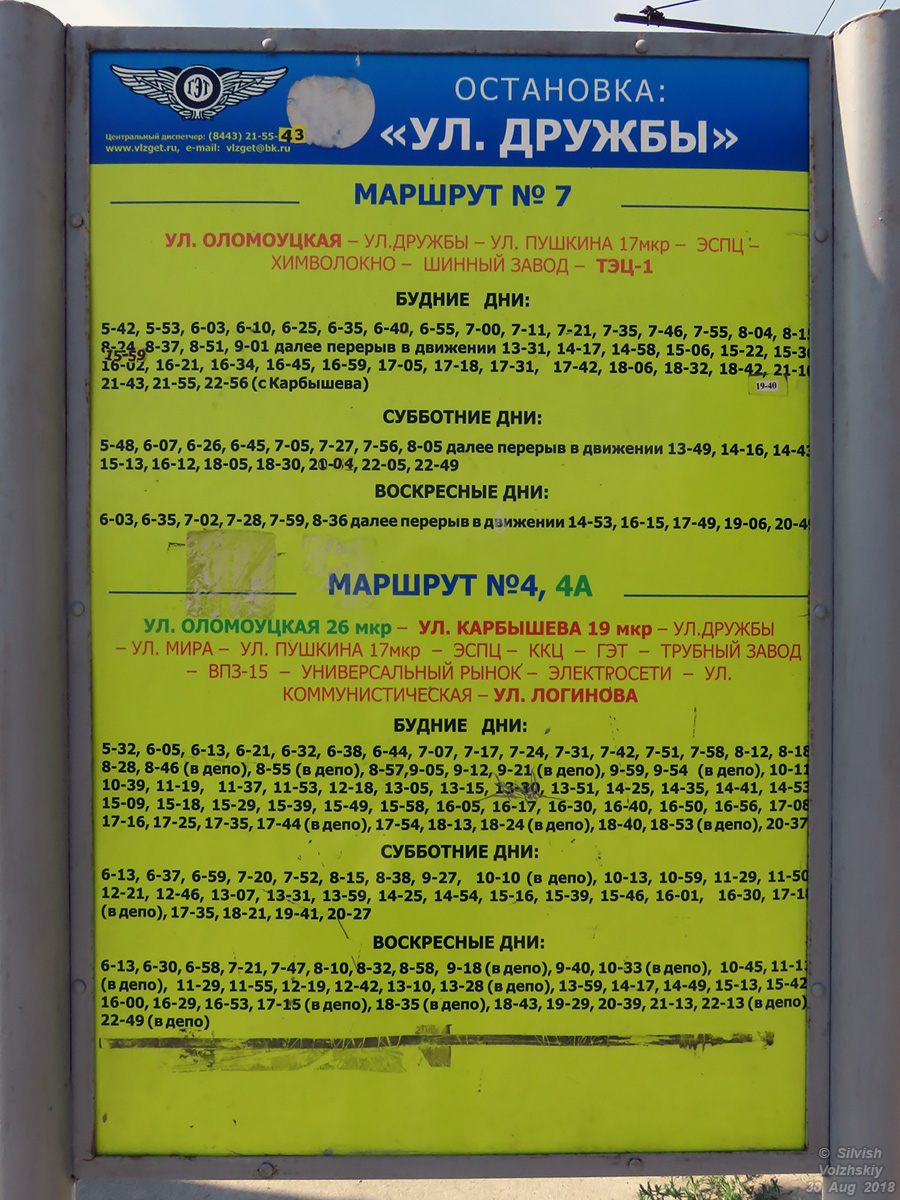 ГЭТ
ОСТАНОВКА:
«УЛ. ДРУЖБЫ»
Центральный диспетчер: (8443) 21-55-43
www.vlzget.ru, e-mail: vlzget@bk.ru
МАРШРУТ № 7
УЛ. ОЛОМОУЦКАЯ – УЛ.ДРУЖБЫ – УЛ. ПУШКИНА 17мкр – ЭСПЦ –
ХИМВОЛОКНО – ШИННЫЙ ЗАВОД – ТЭЦ-1
БУДНИЕ ДНИ:
5-42, 5-53, 6-03, 6-10, 6-25, 6-35, 6-40, 6-55, 7-00, 7-11, 7-21, 7-35, 7-46, 7-55, 8-04,
8-24, 8-37, 8-51, 9-01 далее перерыв в движении 13-31, 14-17, 14-58, 15-06, 15-22,
15-59
16-02, 16-21, 16-34, 16-45, 16-59, 17-05, 17-18, 17-31, 17-42, 18-06, 18-32, 18-42,
19-40
21-43, 21-55, 22-56 (с Карбышева)
СУББОТНИЕ ДНИ:
5-48, 6-07, 6-26, 6-45, 7-05, 7-27, 7-56, 8-05 далее перерыв в движении 13-49, 14-16,
15-13, 16-12, 18-05, 18-30, 22-05, 22-49
ВОСКРЕСНЫЕ ДНИ:
6-03, 6-35, 7-02, 7-28, 7-59, 8-36 далее перерыв в движении 14-53, 16-15, 17-49, 19-06,
МАРШРУТ №4, 4А
УЛ. ОЛОМОУЦКАЯ 26 мкр – УЛ. КАРБЫШЕВА 19 мкр – УЛ.ДРУЖБЫ
– УЛ. МИРА – УЛ. ПУШКИНА 17мкр – ЭСПЦ – ККЦ – ГЭТ – ТРУБНЫЙ ЗАВОД
– ВПЗ-15 – УНИВЕРСАЛЬНЫЙ РЫНОК – ЭЛЕКТРОСЕТИ – УЛ.
КОММУНИСТИЧЕСКАЯ – УЛ. ЛОГИНОВА
БУДНИЕ ДНИ:
5-32, 6-05, 6-13, 6-21, 6-32, 6-38, 6-44, 7-07, 7-17, 7-24, 7-31, 7-42, 7-51, 7-58, 8-12, 8-18
8-28, 8-46 (в депо), 8-55 (в депо), 8-57,9-05, 9-12, 9-21 (в депо), 9-59, 9-54 (в депо), 10-11
10-39, 11-19, 11-37, 11-53, 12-18, 13-05, 13-15, 13-30, 13-51, 14-25, 14-35, 14-41, 14-53
15-09, 15-18, 15-29, 15-39, 15-49, 15-58, 16-05, 16-17, 16-30, 16-40, 16-50, 16-56, 17-08
17-16, 17-25, 17-35, 17-44 (в депо), 17-54, 18-13, 18-24 (в депо), 18-40, 18-53 (в депо), 20-37
СУББОТНИЕ ДНИ:
6-13, 6-37, 6-59, 7-20, 7-52, 8-15, 8-38, 9-27, 10-10 (в депо), 10-13, 10-59, 11-29, 11-50
12-21, 12-46, 13-07, 13-31, 13-59, 14-25, 14-54, 15-16, 15-39, 15-46, 16-01, 16-30, 17-18
(в депо), 17-35, 18-21, 19-41, 20-27
ВОСКРЕСНЫЕ ДНИ:
6-13, 6-30, 6-58, 7-21, 7-47, 8-10, 8-32, 8-58, 9-18 (в депо), 9-40, 10-33 (в депо), 10-45,
(в депо), 11-29, 11-55, 12-19, 12-42, 13-10, 13-28 (в депо), 13-59, 14-17, 14-49, 15-13, 15-42
16-00, 16-29, 16-53, 17-15 (в депо), 18-35 (в депо), 18-43, 19-29, 20-39, 21-13, 22-13 (в депо)
22-49 (в депо)
© Silvish
Volzhskiy
30 Aug 2018